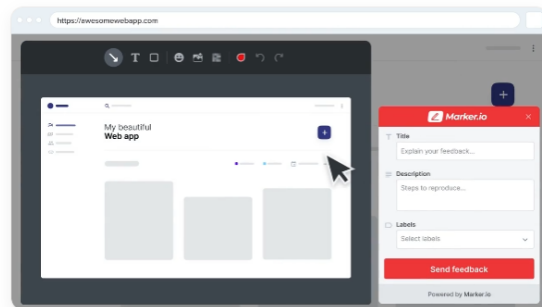 https://awesomewebapp.com
T
My beautiful
Web app
+
+
Marker.io
×
Title
Explain your feedback...
Description
Steps to reproduce...
Labels
Select labels
Send feedback
Powered by Marker.io